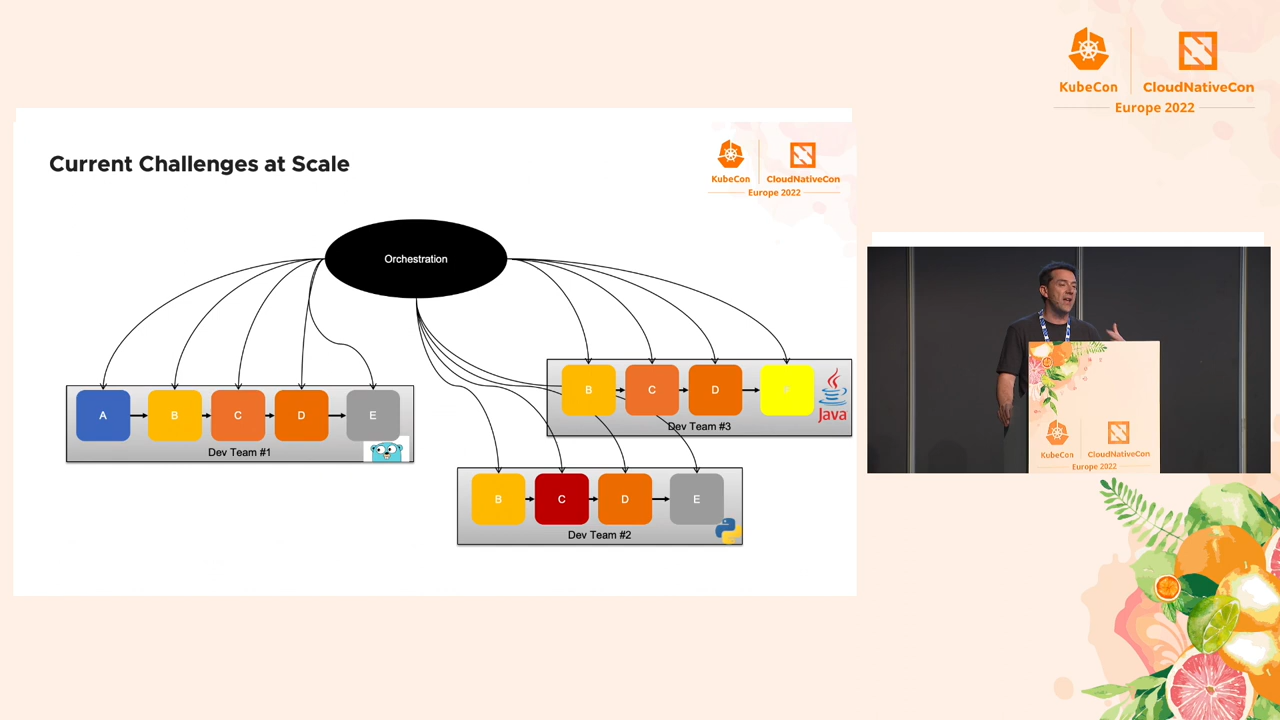 KubeCon
CloudNativeCon
Europe 2022
Current Challenges at Scale
KubeCon
CloudNativeCon
Europe 2022
Orchestration
A
B
C
D
E
Dev Team #1
B
C
D
Java
Dev Team #3
B
C
D
E
Dev Team #2
KubeCon
CloudNativeCon
Europe 2022